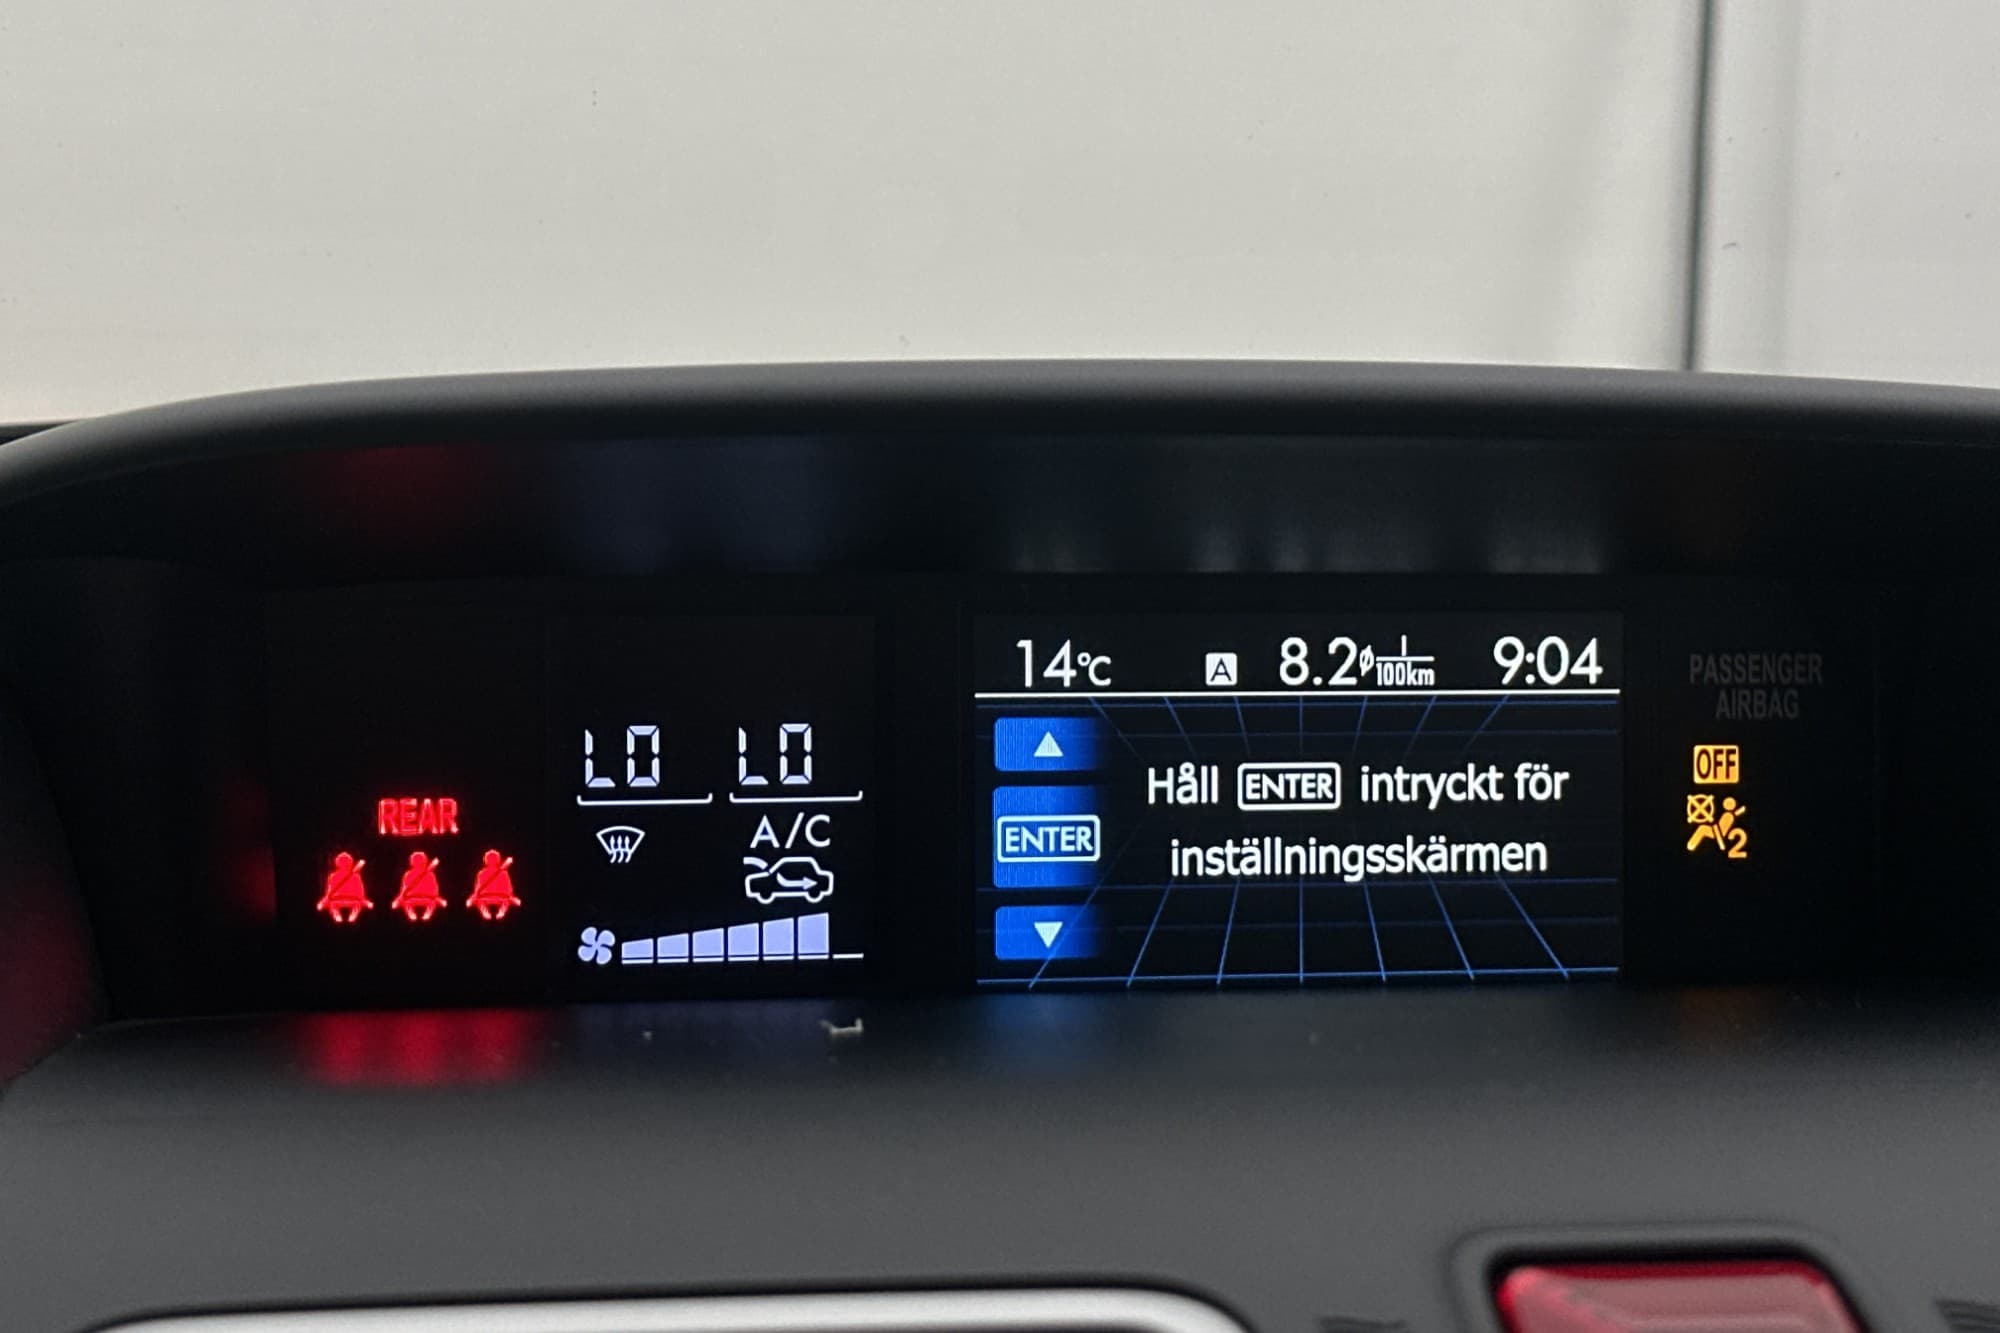 REAR
LO LO
A/C
14°C A 8.2 ø l/100km 9:04
Håll ENTER intryckt för
ENTER
inställningsskärmen
PASSENGER
AIRBAG
OFF
2